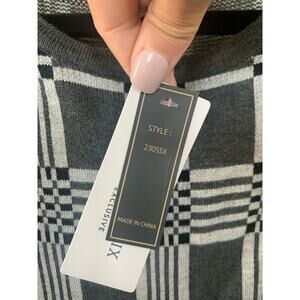 STYLE :
2305SX
MADE IN CHINA
EXCLUSIVE